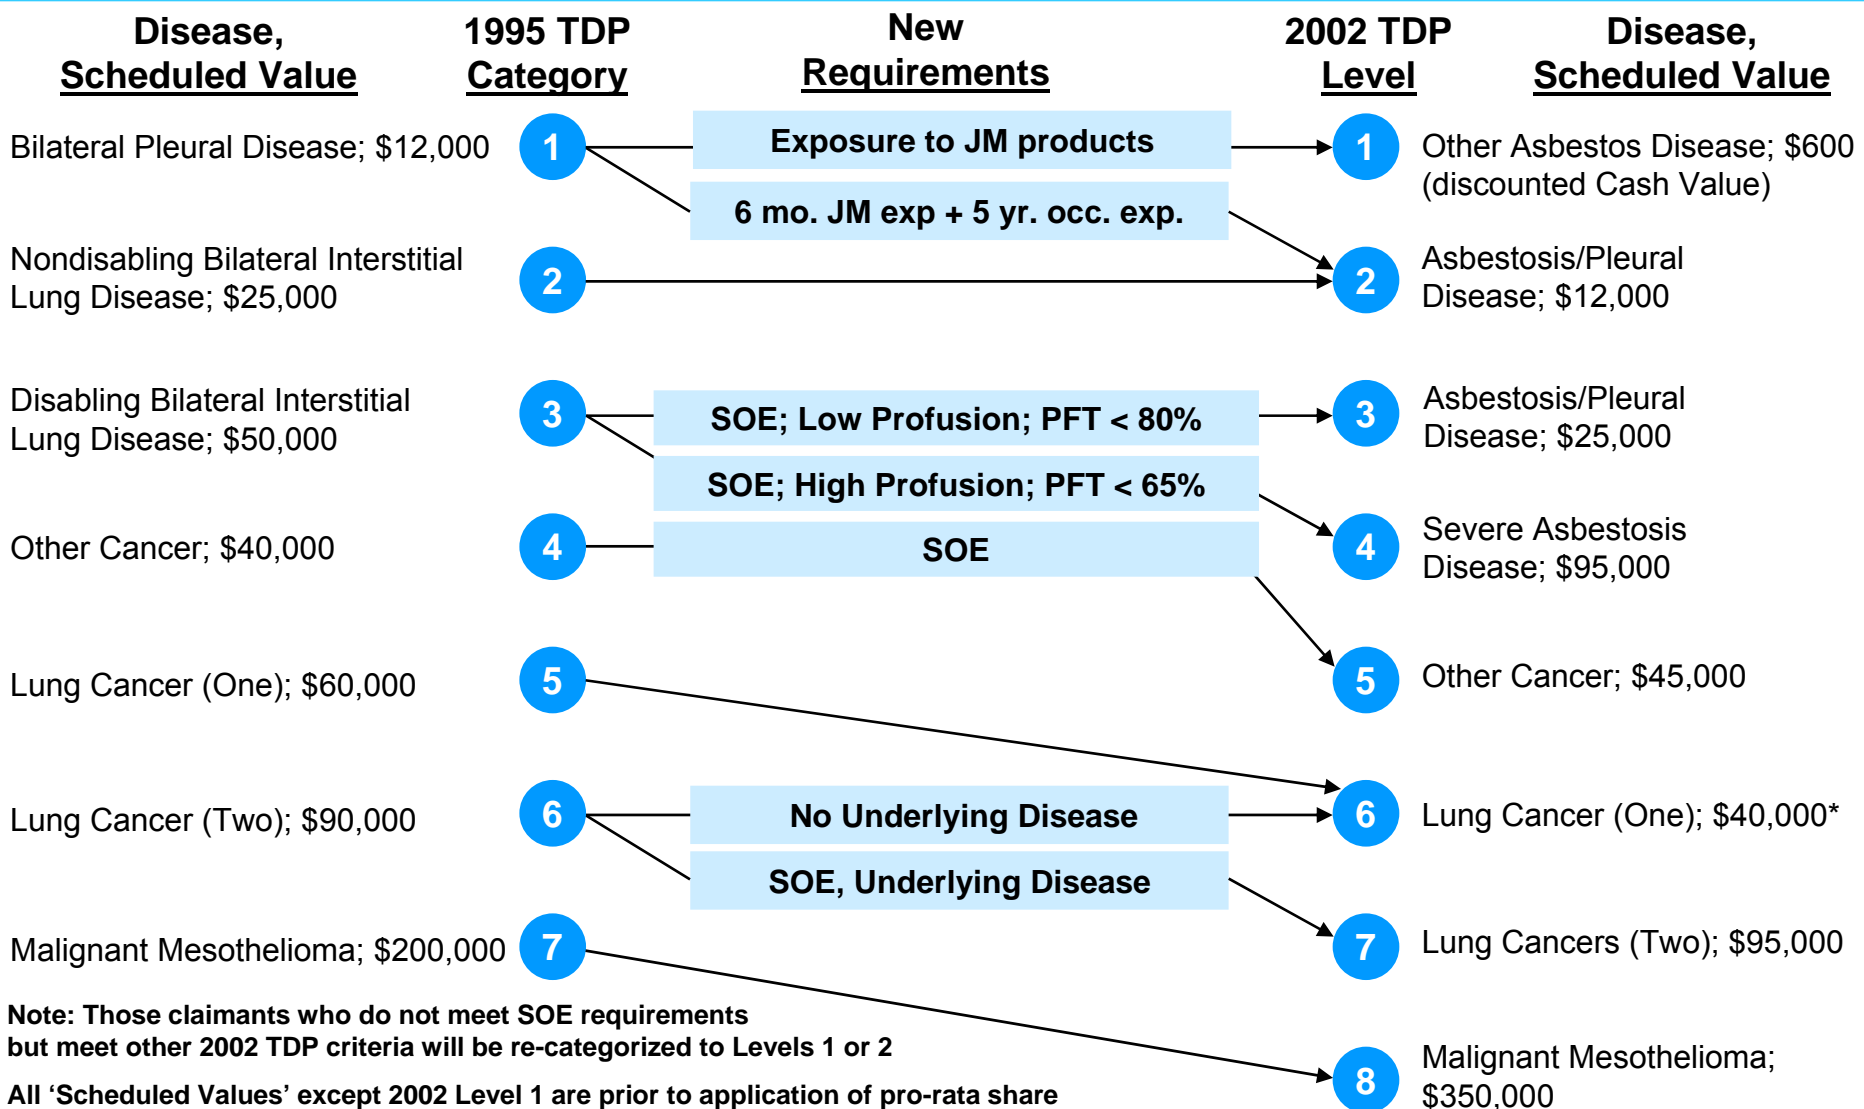 Disease,
Scheduled Value
1995 TDP
Category
New
Requirements
2002 TDP
Level
Disease,
Scheduled Value
Bilateral Pleural Disease; $12,000
1
Exposure to JM products
1
Other Asbestos Disease; $600
(discounted Cash Value)
6 mo. JM exp + 5 yr. occ. exp.
Nondisabling Bilateral Interstitial
Lung Disease; $25,000
2
2
Asbestosis/Pleural
Disease; $12,000
Disabling Bilateral Interstitial
Lung Disease; $50,000
3
SOE; Low Profusion; PFT < 80%
3
Asbestosis/Pleural
Disease; $25,000
SOE; High Profusion; PFT < 65%
Other Cancer; $40,000
4
SOE
4
Severe Asbestosis
Disease; $95,000
Lung Cancer (One); $60,000
5
5
Other Cancer; $45,000
Lung Cancer (Two); $90,000
6
No Underlying Disease
6
Lung Cancer (One); $40,000*
SOE, Underlying Disease
Malignant Mesothelioma; $200,000
7
7
Lung Cancers (Two); $95,000
Note: Those claimants who do not meet SOE requirements
but meet other 2002 TDP criteria will be re-categorized to Levels 1 or 2
8
Malignant Mesothelioma;
$350,000
All ‘Scheduled Values’ except 2002 Level 1 are prior to application of pro-rata share